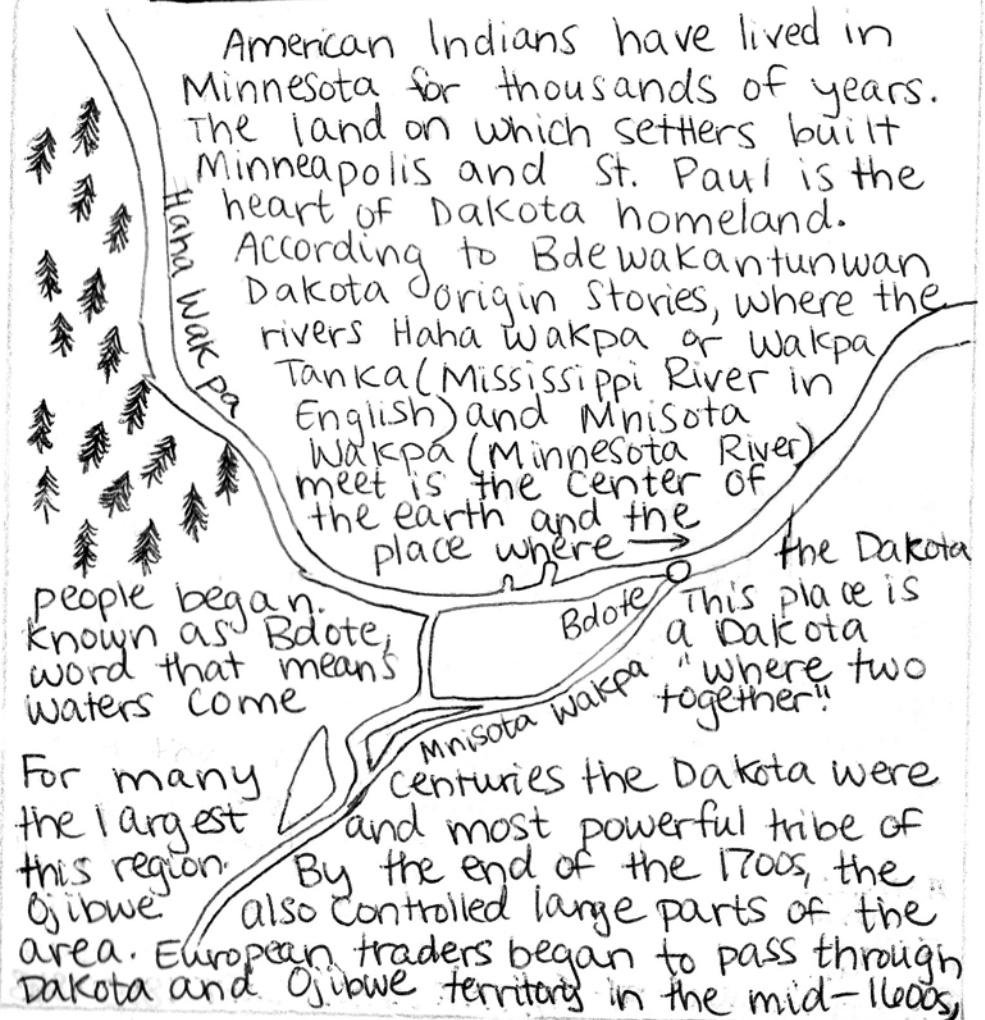 American Indians have lived in
Minnesota for thousands of years.
The land on which settlers built
Minneapolis and St. Paul is the
heart of Dakota homeland.
According to Bdewakantunwan
Dakota origin stories, where the
rivers Haha Wakpa or Wakpa
Tanka (Mississippi River in
English) and Mnisota
Wakpa (Minnesota River)
meet is the center of
the earth and the
place where → the Dakota
people began. This place is
known as Bdote, a Dakota
word that means "where two
waters come together".
Haha Wakpa
Bdote
Mnisota Wakpa
For many centuries the Dakota were
the largest and most powerful tribe of
this region. By the end of the 1700s, the
Ojibwe also controlled large parts of the
area. European traders began to pass through
Dakota and Ojibwe territory in the mid-1600s,